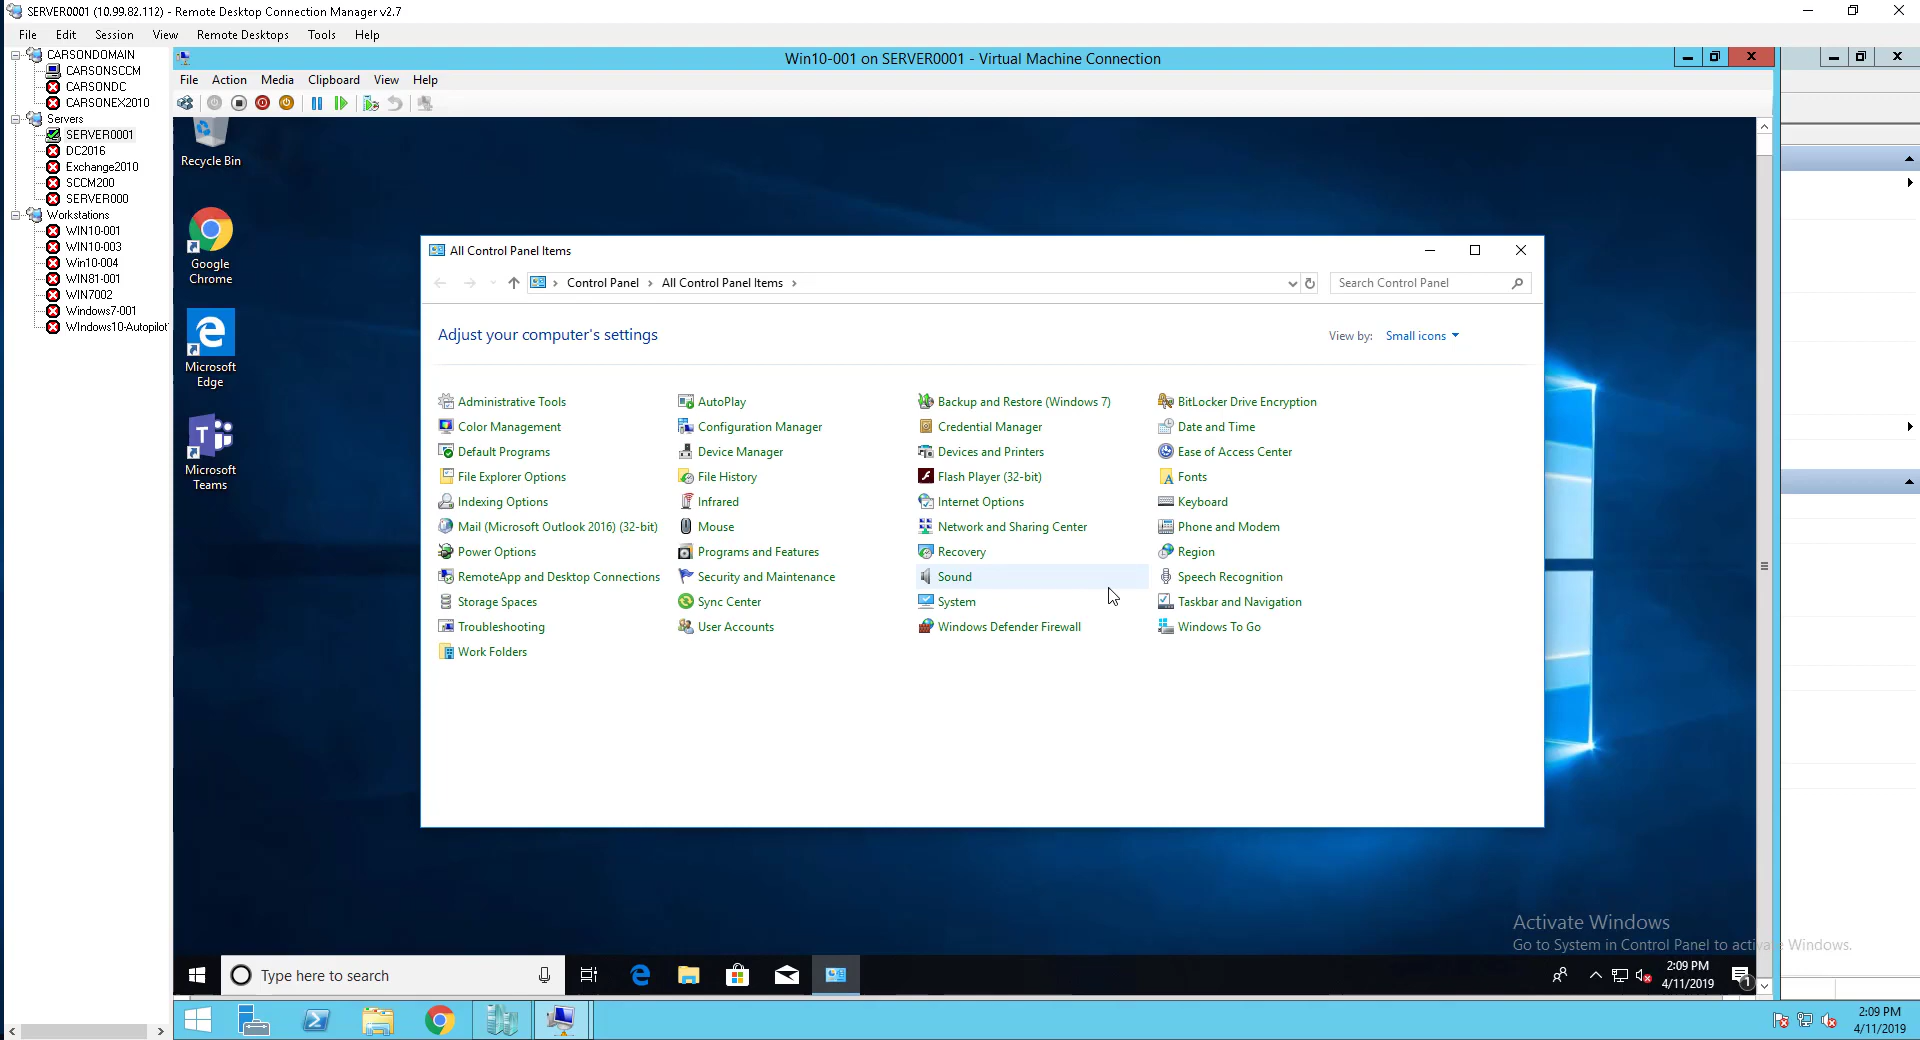 SERVER0001 (10.99.82.112) - Remote Desktop Connection Manager v2.7
File Edit Session View Remote Desktops Tools Help
CARSONDOMAIN
CARSONSCCM
CARSONDC
CARSONEX2010
Servers
SERVER0001
DC2016
Exchange2010
SCCM200
SERVER000
Workstations
WIN10-001
WIN10-003
Win10-004
WIN81-001
WIN7002
Windows7-001
WIndows10-Autopilot
Win10-001 on SERVER0001 - Virtual Machine Connection
File Action Media Clipboard View Help
Recycle Bin
Google
Chrome
Microsoft
Edge
Microsoft
Teams
All Control Panel Items
Control Panel All Control Panel Items
Search Control Panel
Adjust your computer's settings
View by: Small icons
Administrative Tools AutoPlay Backup and Restore (Windows 7) BitLocker Drive Encryption
Color Management Configuration Manager Credential Manager Date and Time
Default Programs Device Manager Devices and Printers Ease of Access Center
File Explorer Options File History Flash Player (32-bit) Fonts
Indexing Options Infrared Internet Options Keyboard
Mail (Microsoft Outlook 2016) (32-bit) Mouse Network and Sharing Center Phone and Modem
Power Options Programs and Features Recovery Region
RemoteApp and Desktop Connections Security and Maintenance Sound Speech Recognition
Storage Spaces Sync Center System Taskbar and Navigation
Troubleshooting User Accounts Windows Defender Firewall Windows To Go
Work Folders
Activate Windows
Go to System in Control Panel to activate Windows.
Type here to search
2:09 PM
4/11/2019
1
2:09 PM
4/11/2019